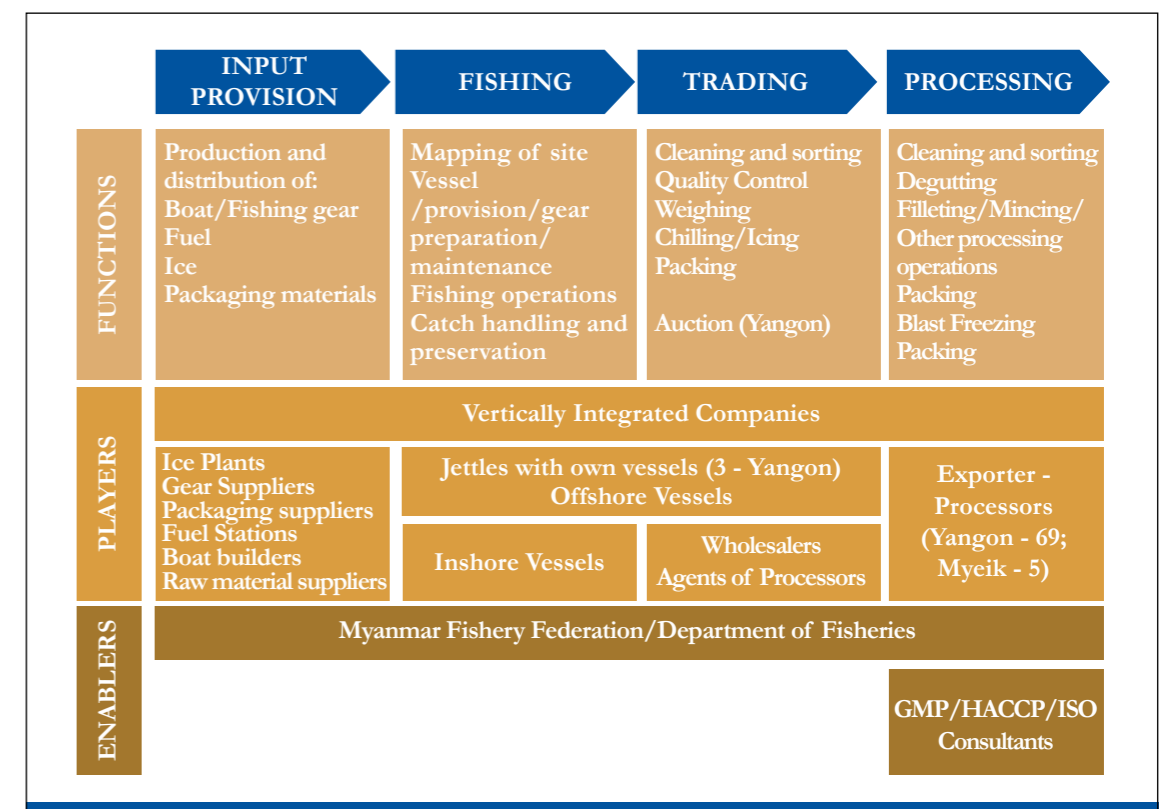 INPUT
PROVISION
FISHING
TRADING
PROCESSING
FUNCTIONS
Production and
distribution of:
Boat/Fishing gear
Fuel
Ice
Packaging materials
Mapping of site
Vessel
/provision/gear
preparation/
maintenance
Fishing operations
Catch handling and
preservation
Cleaning and sorting
Quality Control
Weighing
Chilling/Icing
Packing
Auction (Yangon)
Cleaning and sorting
Degutting
Filleting/Mincing/
Other processing
operations
Packing
Blast Freezing
Packing
PLAYERS
Vertically Integrated Companies
Ice Plants
Gear Suppliers
Packaging suppliers
Fuel Stations
Boat builders
Raw material suppliers
Jettles with own vessels (3 - Yangon)
Offshore Vessels
Inshore Vessels
Wholesalers
Agents of Processors
Exporter -
Processors
(Yangon - 69;
Myeik - 5)
ENABLERS
Myanmar Fishery Federation/Department of Fisheries
GMP/HACCP/ISO
Consultants